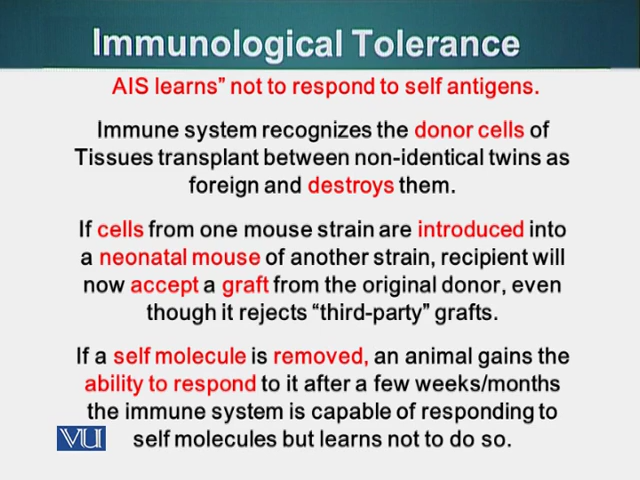 Immunological Tolerance
AIS learns” not to respond to self antigens.
Immune system recognizes the donor cells of
Tissues transplant between non-identical twins as
foreign and destroys them.
If cells from one mouse strain are introduced into
a neonatal mouse of another strain, recipient will
now accept a graft from the original donor, even
though it rejects “third-party” grafts.
If a self molecule is removed, an animal gains the
ability to respond to it after a few weeks/months
the immune system is capable of responding to
self molecules but learns not to do so.
VU